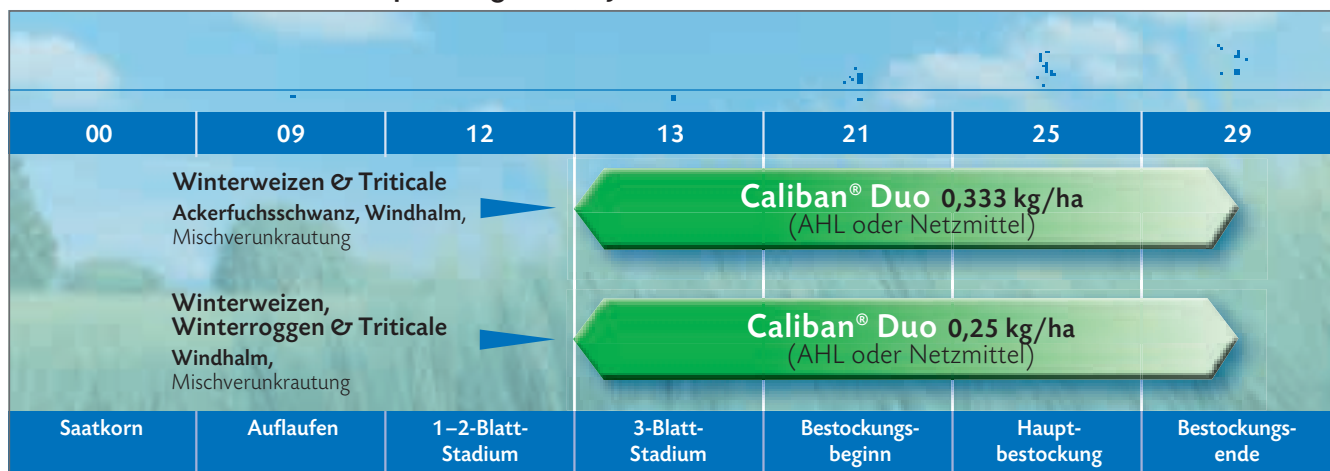 00 09 12 13 21 25 29
Winterweizen & Triticale
Ackerfuchsschwanz, Windhalm,
Mischverunkrautung
Caliban® Duo 0,333 kg/ha
(AHL oder Netzmittel)
Winterweizen,
Winterroggen & Triticale
Windhalm,
Mischverunkrautung
Caliban® Duo 0,25 kg/ha
(AHL oder Netzmittel)
Saatkorn Auflaufen 1–2-Blatt- 3-Blatt- Bestockungs- Haupt- Bestockungs-
Stadium Stadium beginn bestockung ende